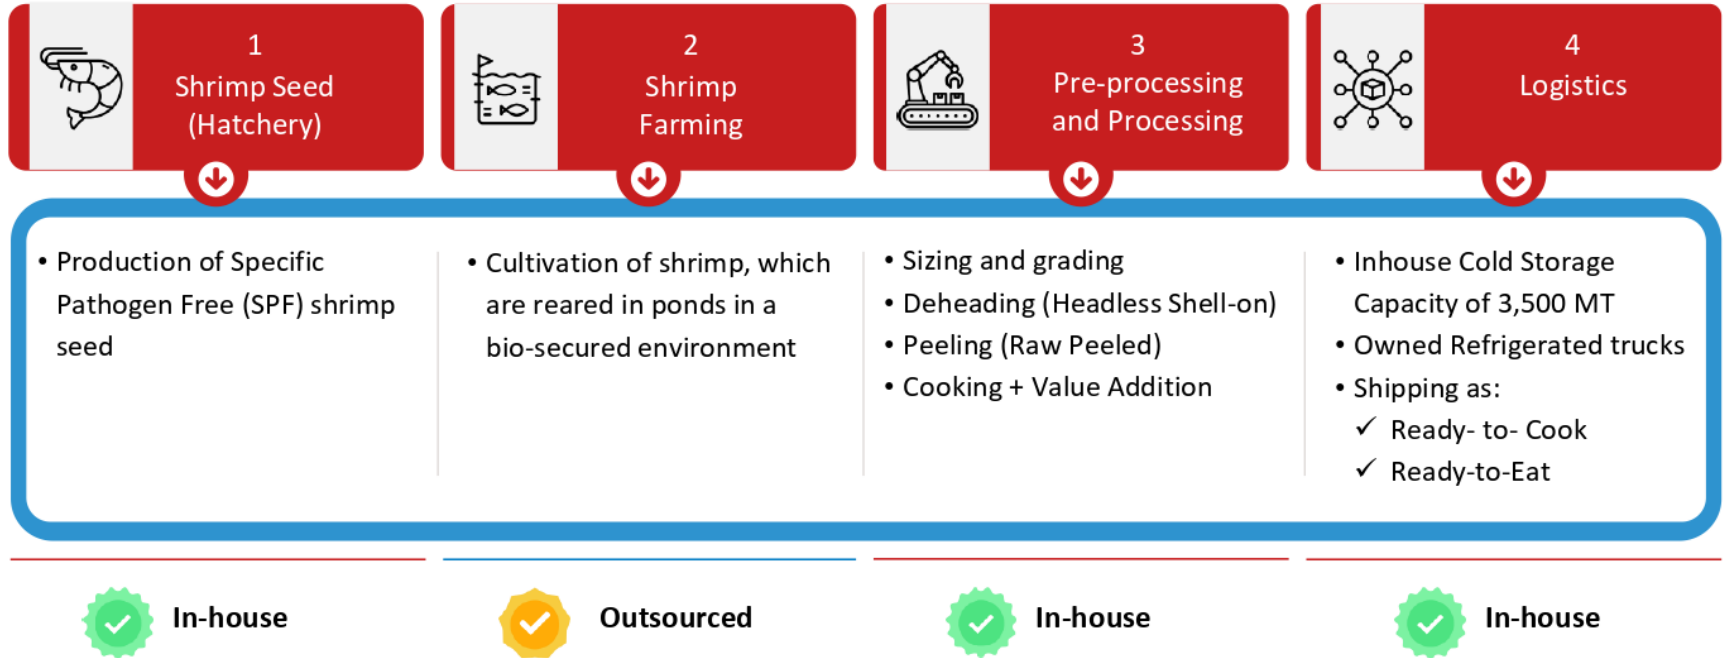 1
Shrimp Seed
(Hatchery)
2
Shrimp
Farming
3
Pre-processing
and Processing
4
Logistics
• Production of Specific
Pathogen Free (SPF) shrimp
seed
• Cultivation of shrimp, which
are reared in ponds in a
bio-secured environment
• Sizing and grading
• Deheading (Headless Shell-on)
• Peeling (Raw Peeled)
• Cooking + Value Addition
• Inhouse Cold Storage
Capacity of 3,500 MT
• Owned Refrigerated trucks
• Shipping as:
✓ Ready- to- Cook
✓ Ready-to-Eat
In-house
Outsourced
In-house
In-house